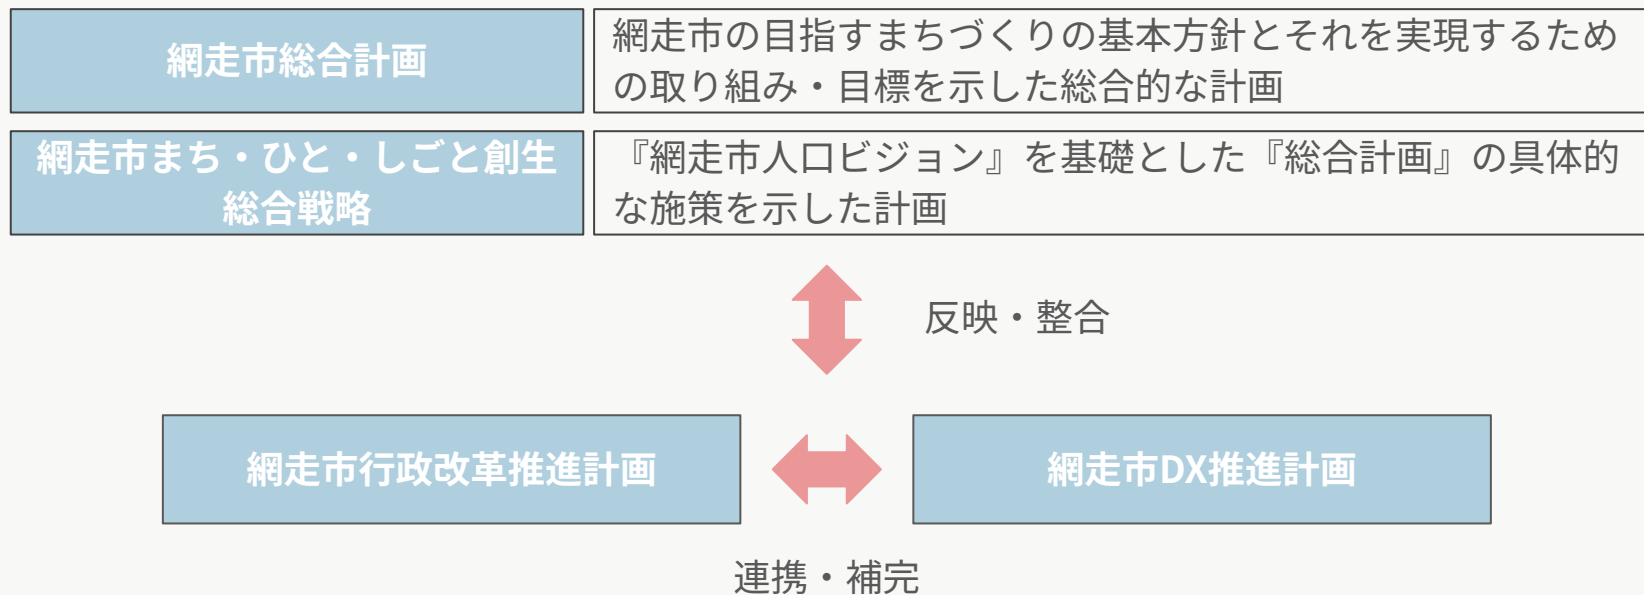 網走市総合計画
網走市の目指すまちづくりの基本方針とそれを実現するため
の取り組み・目標を示した総合的な計画
網走市まち・ひと・しごと創生
総合戦略
『網走市人口ビジョン』を基礎とした『総合計画』の具体的
な施策を示した計画
反映・整合
網走市行政改革推進計画
網走市DX推進計画
連携・補完